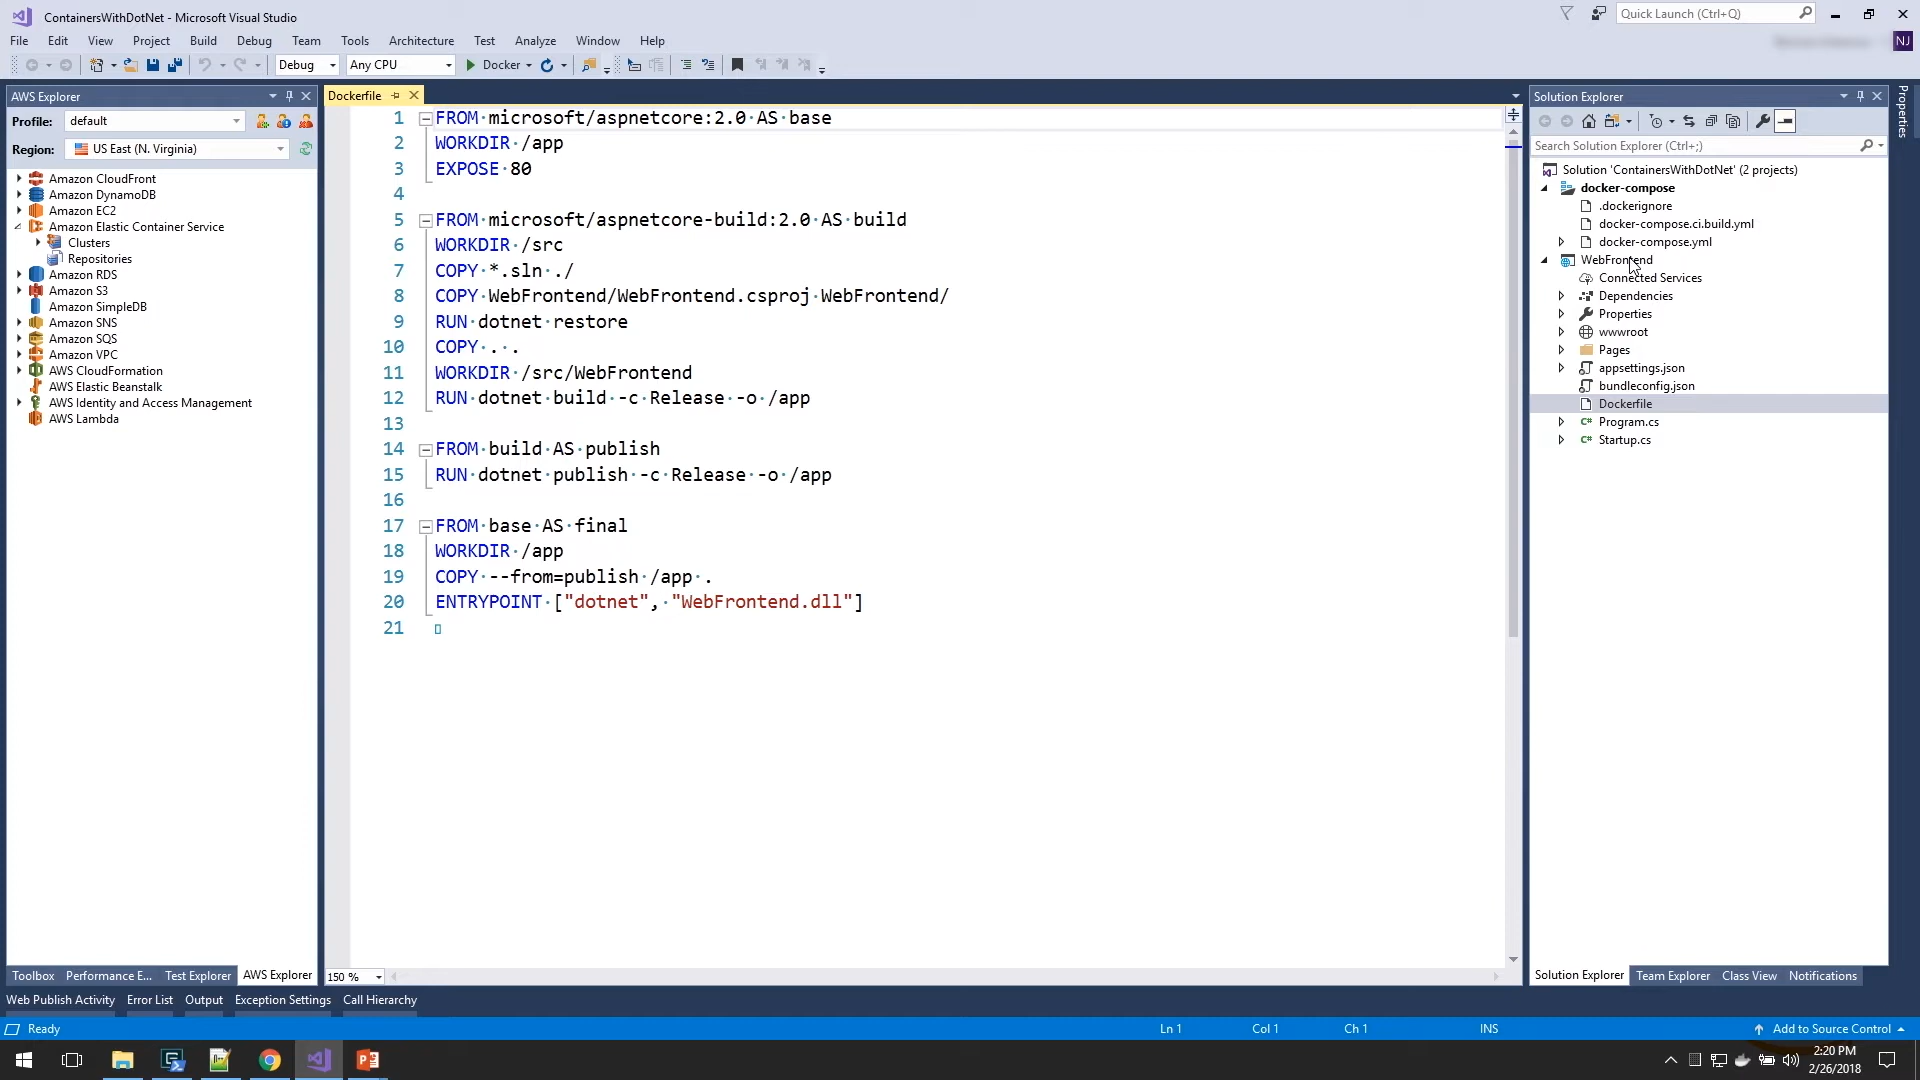 ContainersWithDotNet - Microsoft Visual Studio
Quick Launch (Ctrl+Q)
File Edit View Project Build Debug Team Tools Architecture Test Analyze Window Help
NJ
Debug Any CPU Docker
AWS Explorer
Profile: default
Region: US East (N. Virginia)
Amazon CloudFront
Amazon DynamoDB
Amazon EC2
Amazon Elastic Container Service
Clusters
Repositories
Amazon RDS
Amazon S3
Amazon SimpleDB
Amazon SNS
Amazon SQS
Amazon VPC
AWS CloudFormation
AWS Elastic Beanstalk
AWS Identity and Access Management
AWS Lambda
Toolbox Performance E... Test Explorer AWS Explorer
Dockerfile
1 FROM microsoft/aspnetcore:2.0 AS base
2 WORKDIR /app
3 EXPOSE 80
4
5 FROM microsoft/aspnetcore-build:2.0 AS build
6 WORKDIR /src
7 COPY *.sln ./
8 COPY WebFrontend/WebFrontend.csproj WebFrontend/
9 RUN dotnet restore
10 COPY . .
11 WORKDIR /src/WebFrontend
12 RUN dotnet build -c Release -o /app
13
14 FROM build AS publish
15 RUN dotnet publish -c Release -o /app
16
17 FROM base AS final
18 WORKDIR /app
19 COPY --from=publish /app .
20 ENTRYPOINT ["dotnet", "WebFrontend.dll"]
21
150 %
Solution Explorer
Search Solution Explorer (Ctrl+;)
Solution 'ContainersWithDotNet' (2 projects)
docker-compose
.dockerignore
docker-compose.ci.build.yml
docker-compose.yml
WebFrontend
Connected Services
Dependencies
Properties
wwwroot
Pages
appsettings.json
bundleconfig.json
Dockerfile
Program.cs
Startup.cs
Solution Explorer Team Explorer Class View Notifications
Properties
Web Publish Activity Error List Output Exception Settings Call Hierarchy
Ready Ln 1 Col 1 Ch 1 INS Add to Source Control
2:20 PM
2/26/2018